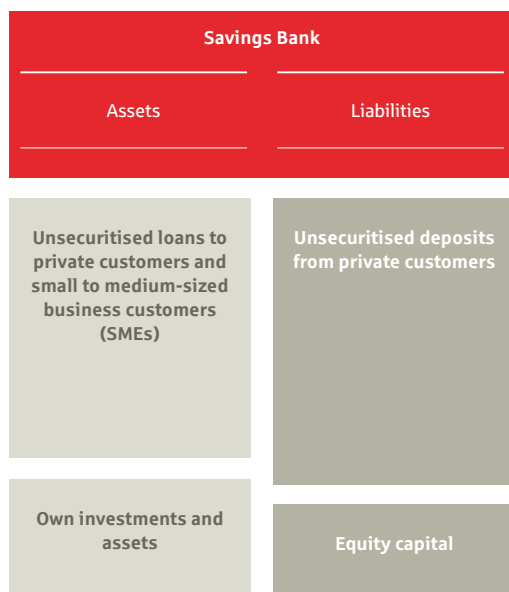 Savings Bank
Assets
Liabilities
Unsecuritised loans to
private customers and
small to medium-sized
business customers
(SMEs)
Unsecuritised deposits
from private customers
Own investments and
assets
Equity capital